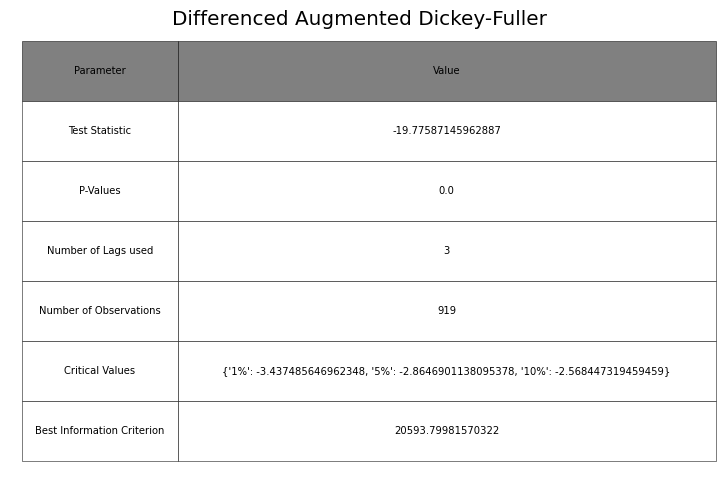 Differenced Augmented Dickey-Fuller
Parameter Value
Test Statistic -19.77587145962887
P-Values 0.0
Number of Lags used 3
Number of Observations 919
Critical Values {'1%': -3.437485646962348, '5%': -2.8646901138095378, '10%': -2.568447319459459}
Best Information Criterion 20593.79981570322